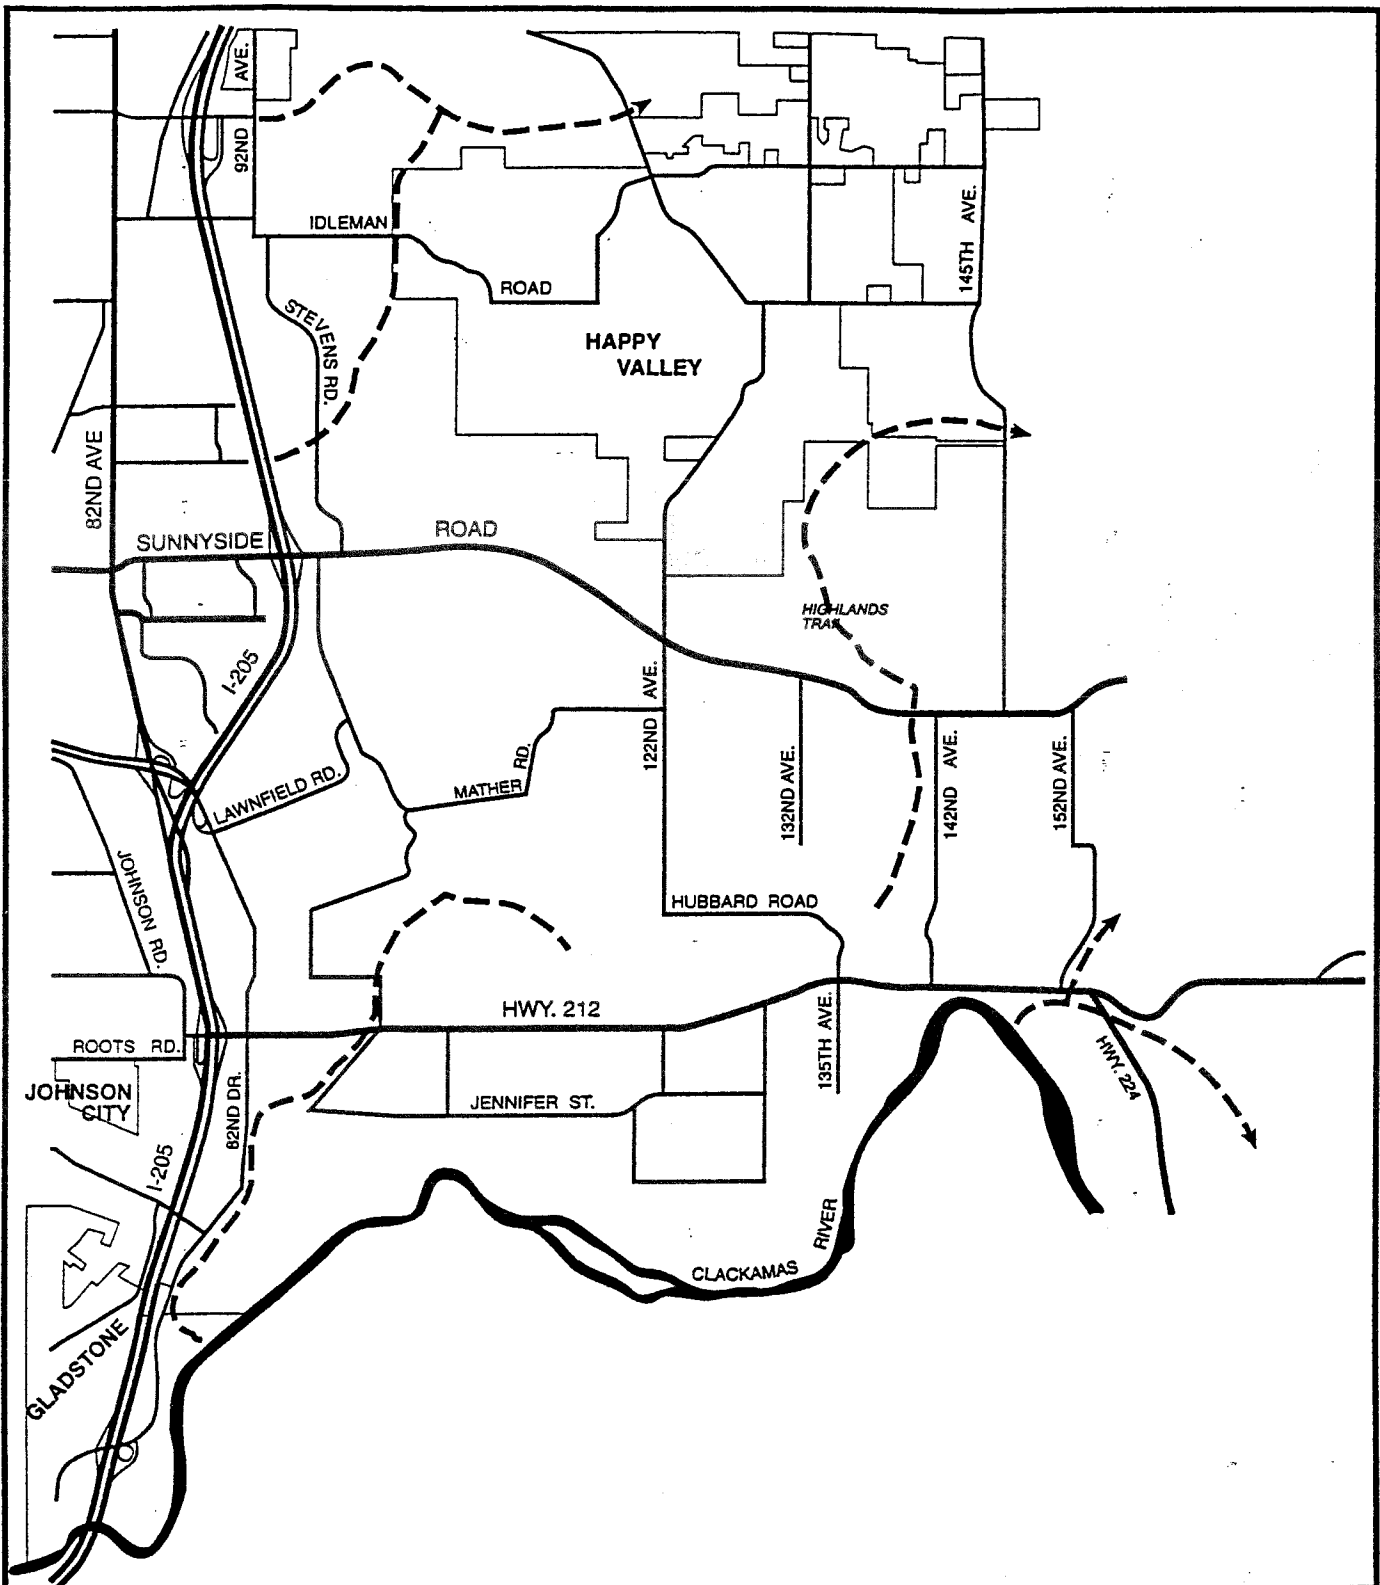 AVE.
92ND
IDLEMAN
ROAD
145TH AVE.
STEVENS RD.
HAPPY
VALLEY
82ND AVE
SUNNYSIDE
ROAD
HIGHLANDS
TRAIL
I-205
122ND AVE.
LAWNFIELD RD.
MATHER RD.
132ND AVE.
142ND AVE.
152ND AVE.
JOHNSON RD.
HUBBARD ROAD
HWY. 212
135TH AVE.
ROOTS RD.
HWY. 224
JOHNSON
CITY
82ND DR.
JENNIFER ST.
I-205
CLACKAMAS
RIVER
GLADSTONE